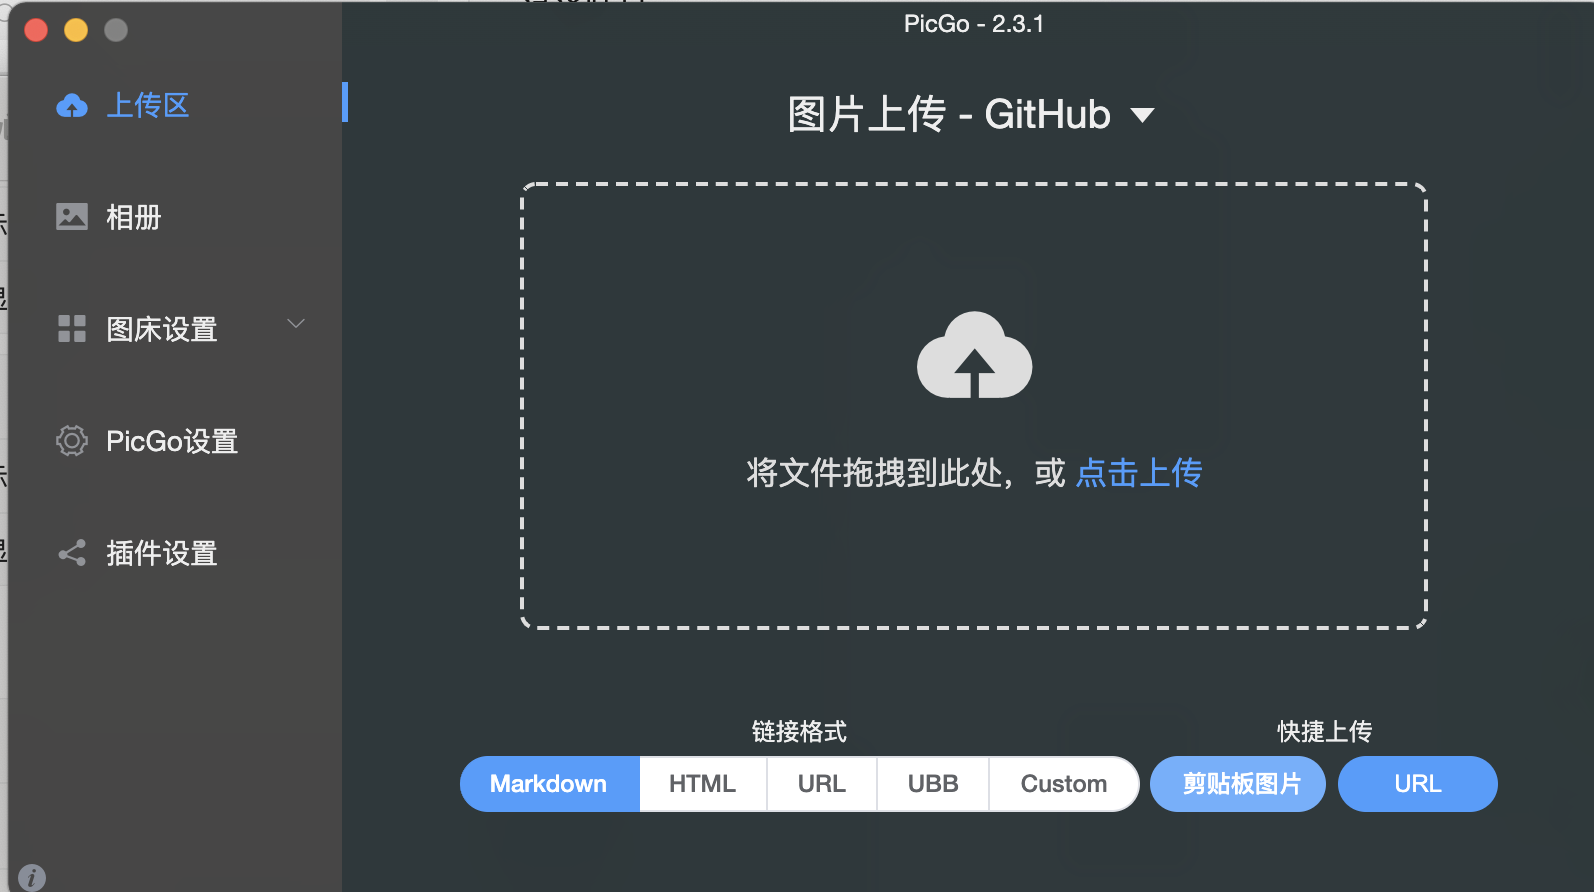 PicGo - 2.3.1
上传区
相册
图床设置
PicGo设置
插件设置
图片上传 - GitHub
将文件拖拽到此处，或 点击上传
链接格式
快捷上传
Markdown HTML URL UBB Custom 剪贴板图片 URL
i